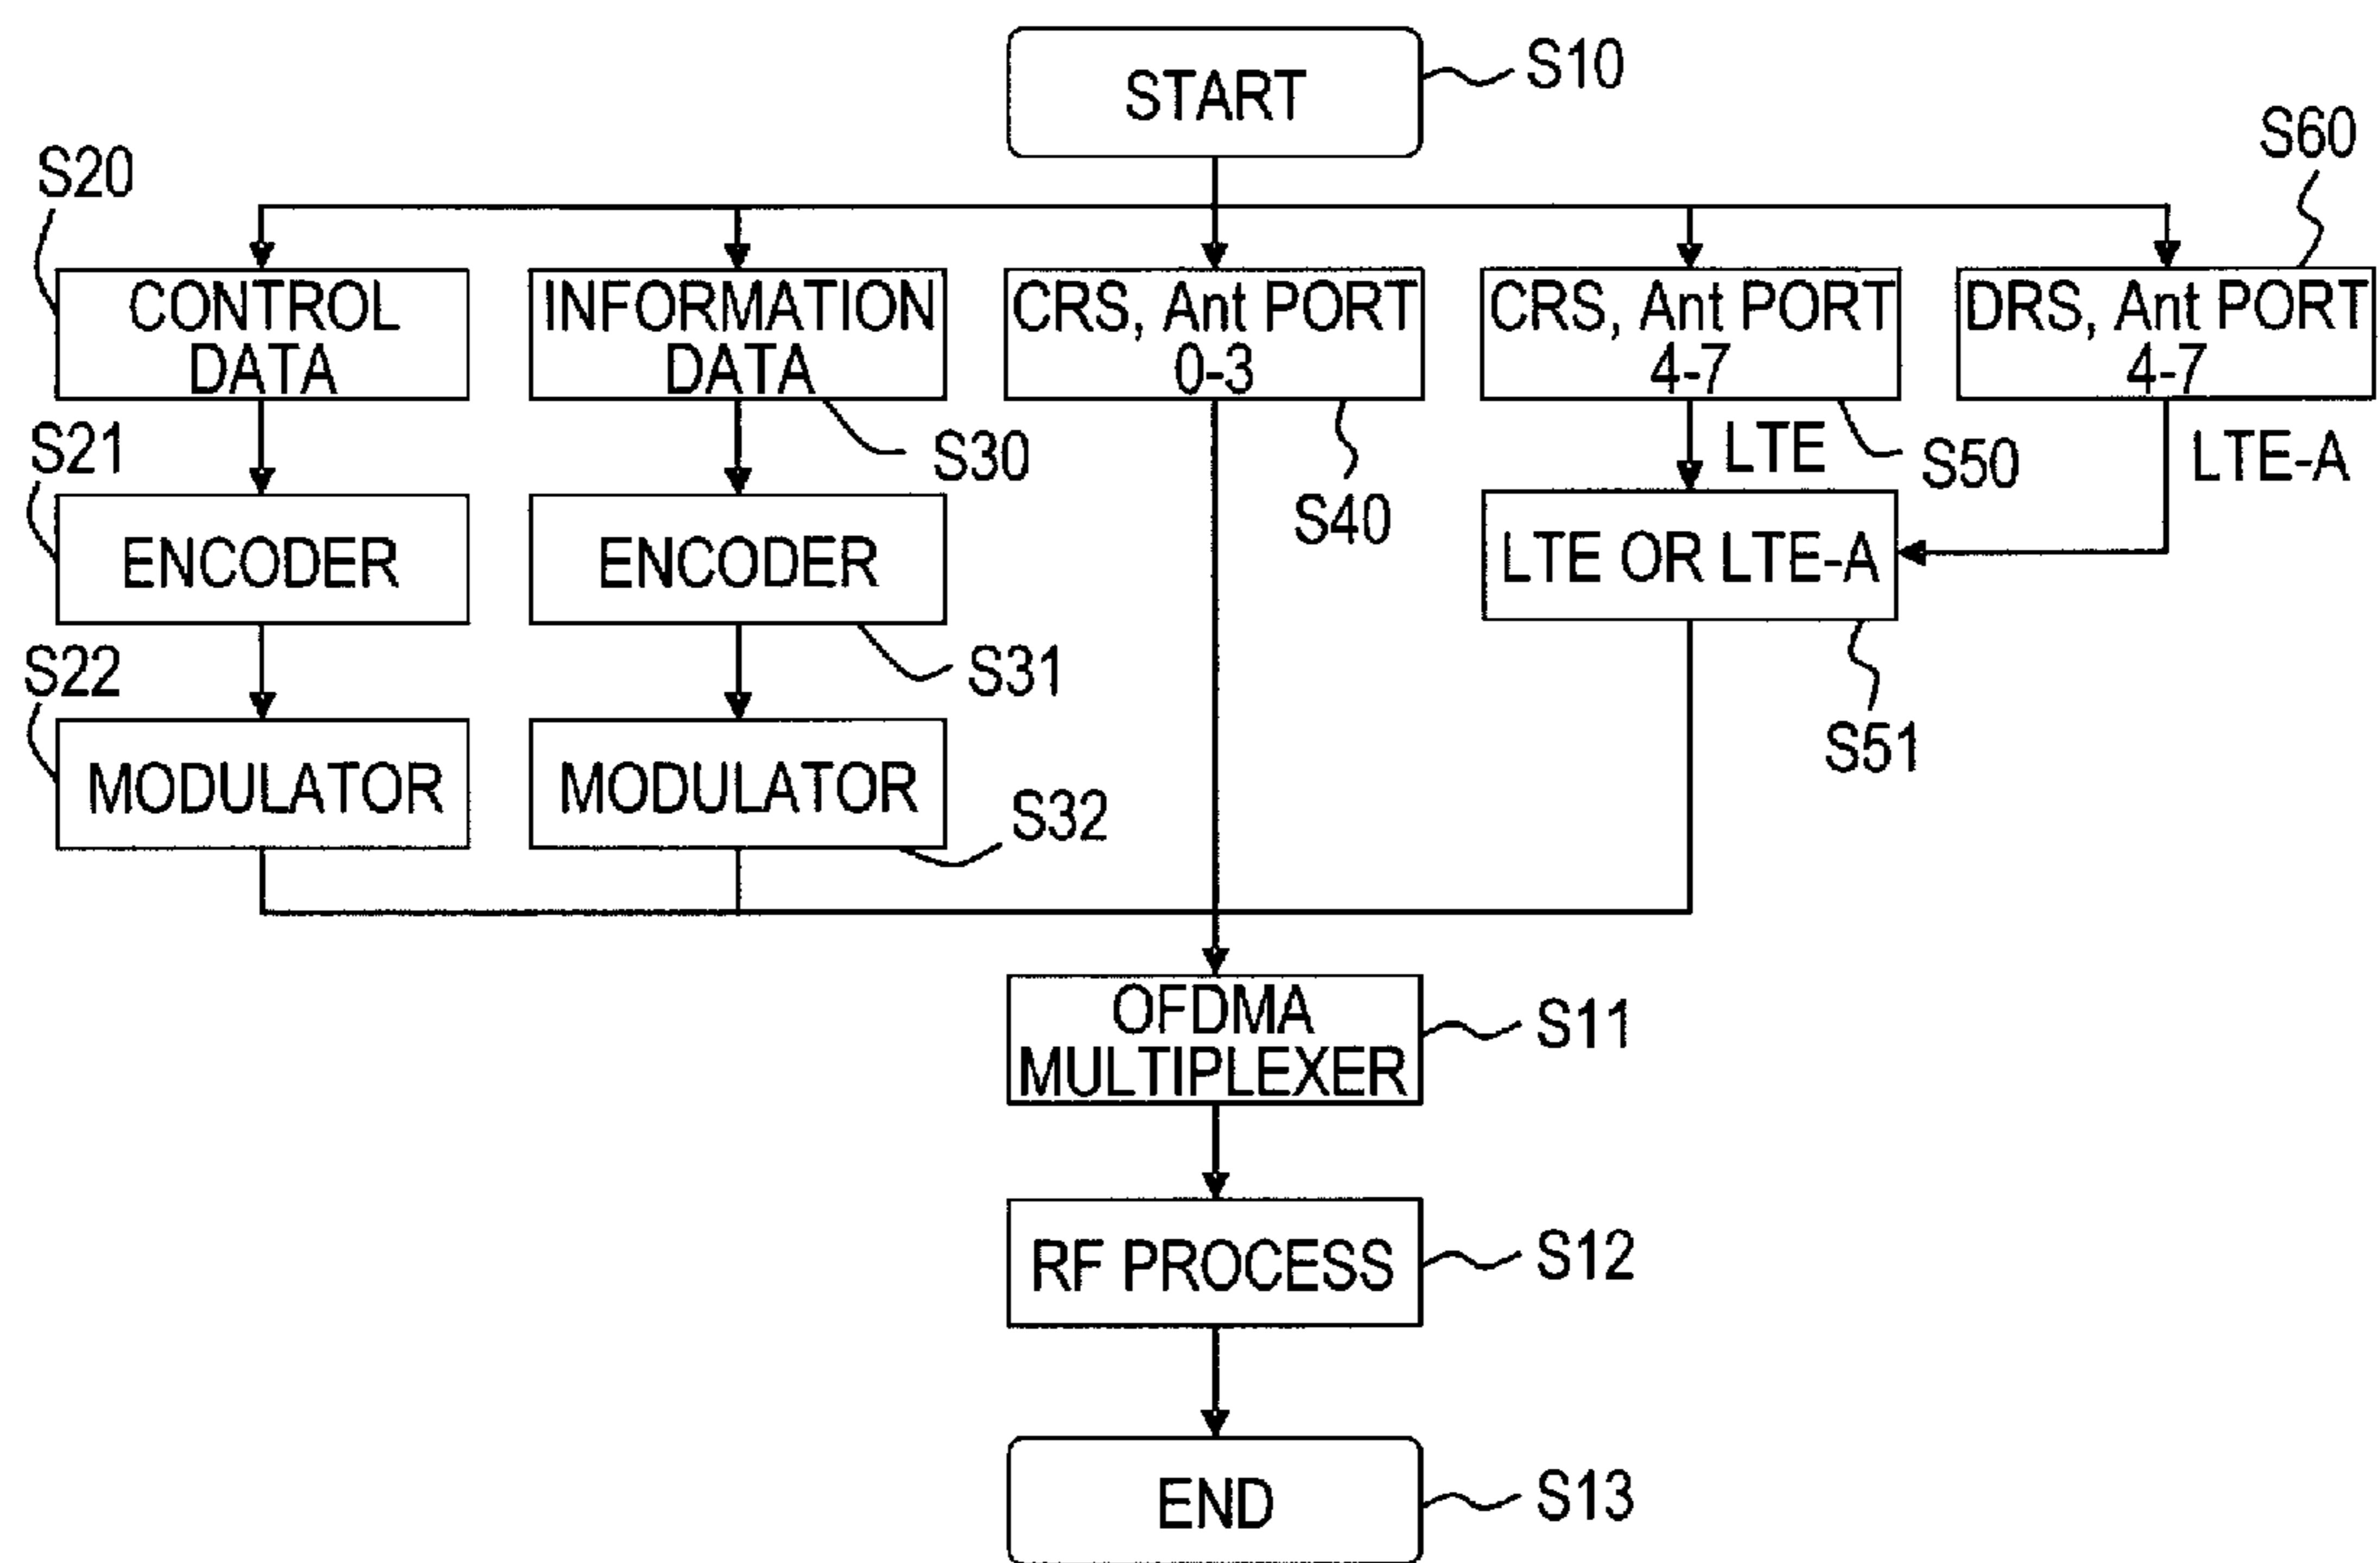 START
S10
S60
S20
CONTROL
DATA
INFORMATION
DATA
CRS, Ant PORT
0-3
CRS, Ant PORT
4-7
DRS, Ant PORT
4-7
S30
S40
LTE
S50
LTE-A
S21
ENCODER
ENCODER
LTE OR LTE-A
S31
S51
S22
MODULATOR
MODULATOR
S32
OFDMA
MULTIPLEXER
S11
RF PROCESS
S12
END
S13